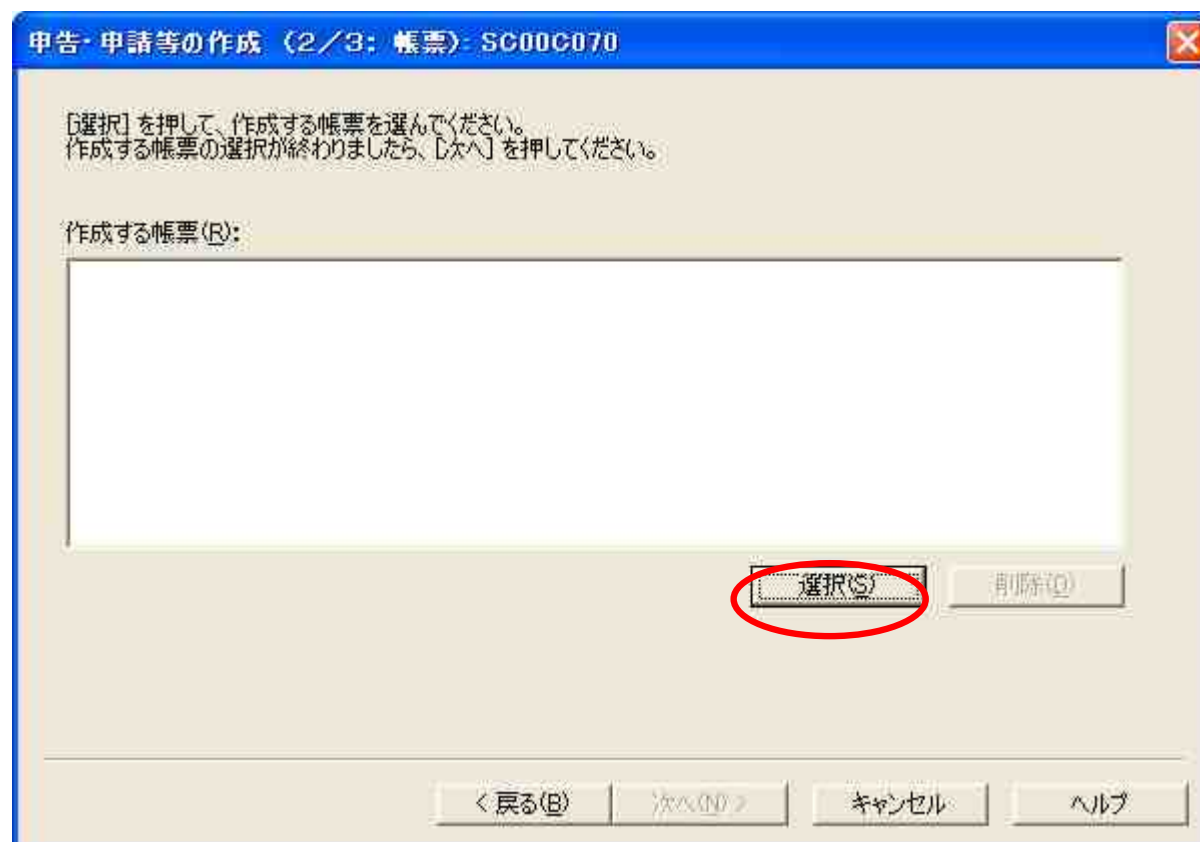 申告・申請等の作成 (2/3: 帳票): SC00C070
[選択] を押して、作成する帳票を選んでください。
作成する帳票の選択が終わりましたら、[次へ] を押してください。
作成する帳票(R):
選択(S) 削除(D)
< 戻る(B) 次へ(N) > キャンセル ヘルプ